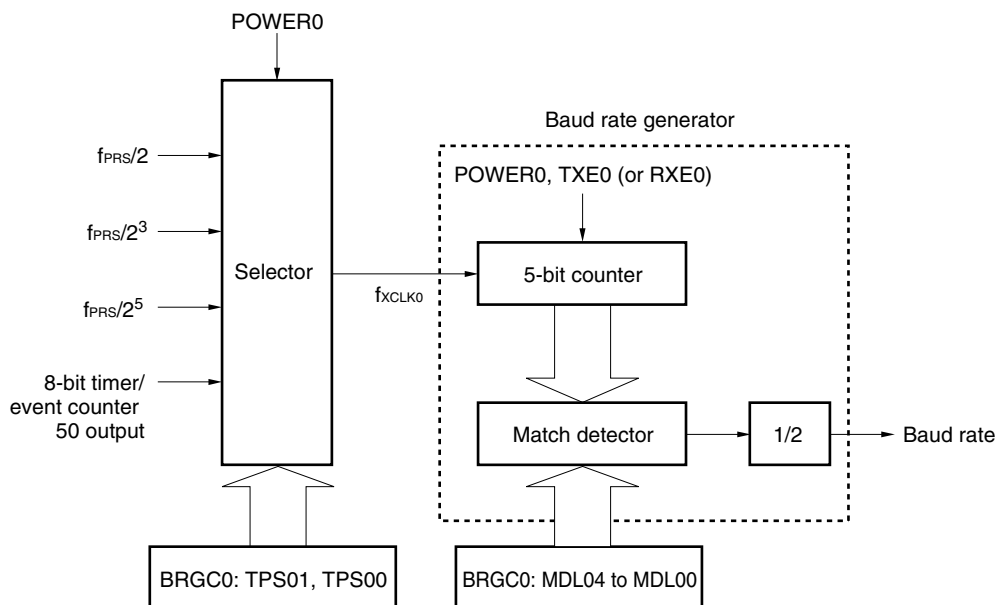 POWER0
Baud rate generator
fPRS/2
POWER0, TXE0 (or RXE0)
fPRS/2³
Selector
5-bit counter
fXCLK0
fPRS/2⁵
8-bit timer/
event counter
50 output
Match detector
1/2
Baud rate
BRGC0: TPS01, TPS00
BRGC0: MDL04 to MDL00